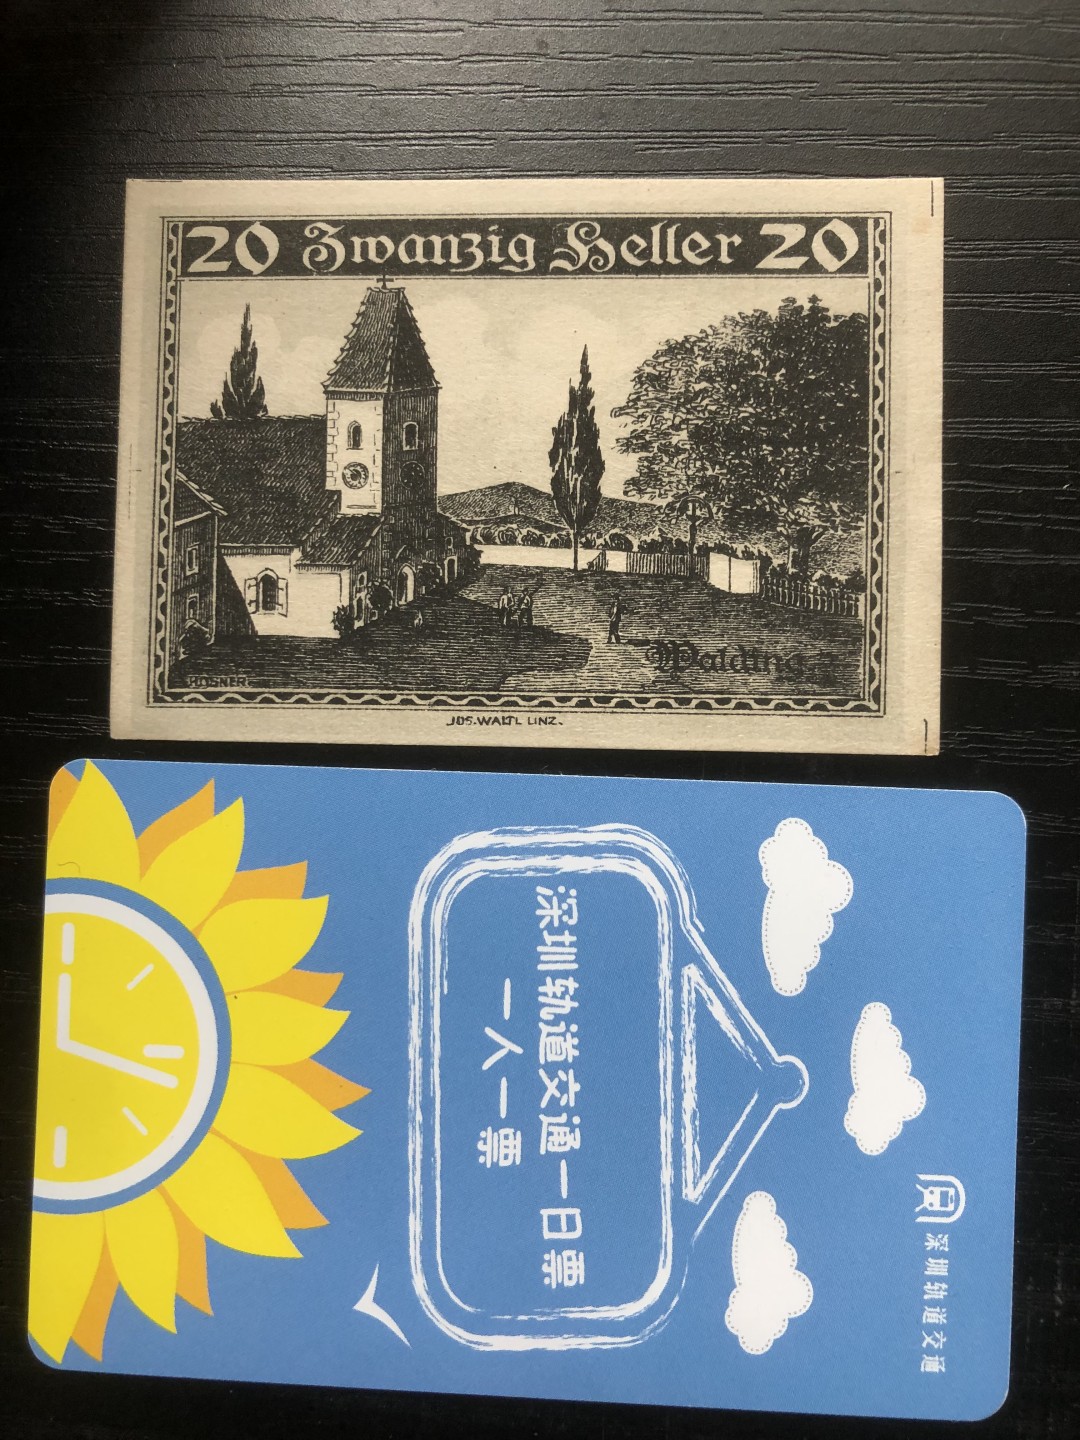 20 Zwanzig Heller 20
Walding.
JOS. WALTL LINZ.
深圳轨道交通一日票
一人一票
深圳轨道交通